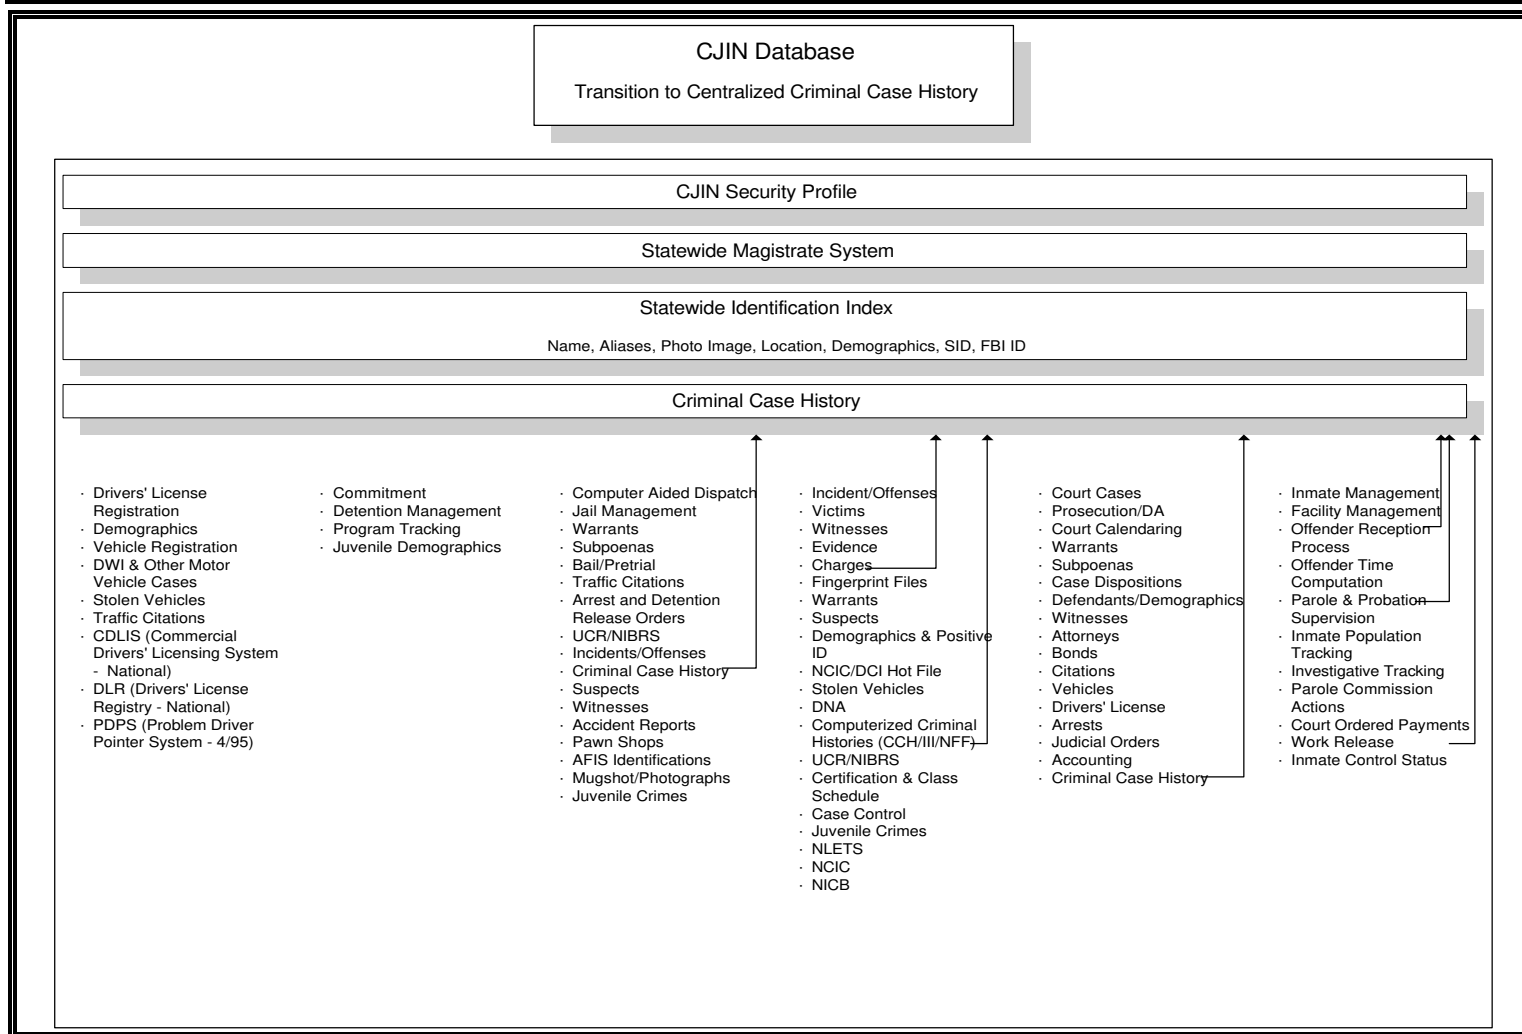 CJIN Database
Transition to Centralized Criminal Case History
CJIN Security Profile
Statewide Magistrate System
Statewide Identification Index
Name, Aliases, Photo Image, Location, Demographics, SID, FBI ID
Criminal Case History
· Drivers' License
Registration
· Demographics
· Vehicle Registration
· DWI & Other Motor
Vehicle Cases
· Stolen Vehicles
· Traffic Citations
· CDLIS (Commercial
Drivers' Licensing System
- National)
· DLR (Drivers' License
Registry - National)
· PDPS (Problem Driver
Pointer System - 4/95)
· Commitment
· Detention Management
· Program Tracking
· Juvenile Demographics
· Computer Aided Dispatch
· Jail Management
· Warrants
· Subpoenas
· Bail/Pretrial
· Traffic Citations
· Arrest and Detention
Release Orders
· UCR/NIBRS
· Incidents/Offenses
· Criminal Case History
· Suspects
· Witnesses
· Accident Reports
· Pawn Shops
· AFIS Identifications
· Mugshot/Photographs
· Juvenile Crimes
· Incident/Offenses
· Victims
· Witnesses
· Evidence
· Charges
· Fingerprint Files
· Warrants
· Suspects
· Demographics & Positive
ID
· NCIC/DCI Hot File
· Stolen Vehicles
· DNA
· Computerized Criminal
Histories (CCH/III/NFF)
· UCR/NIBRS
· Certification & Class
Schedule
· Case Control
· Juvenile Crimes
· NLETS
· NCIC
· NICB
· Court Cases
· Prosecution/DA
· Court Calendaring
· Warrants
· Subpoenas
· Case Dispositions
· Defendants/Demographics
· Witnesses
· Attorneys
· Bonds
· Citations
· Vehicles
· Drivers' License
· Arrests
· Judicial Orders
· Accounting
· Criminal Case History
· Inmate Management
· Facility Management
· Offender Reception
Process
· Offender Time
Computation
· Parole & Probation
Supervision
· Inmate Population
Tracking
· Investigative Tracking
· Parole Commission
Actions
· Court Ordered Payments
· Work Release
· Inmate Control Status